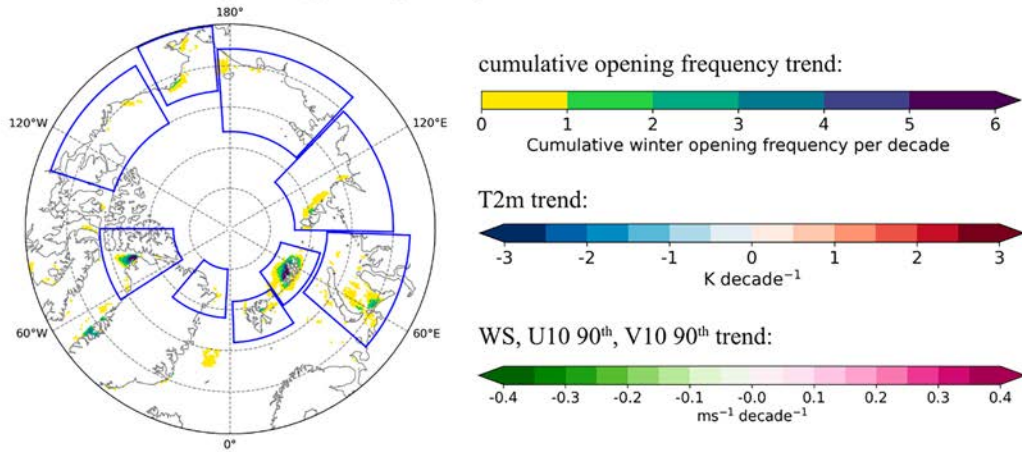 180°
120°W
120°E
60°W
60°E
0°
cumulative opening frequency trend:
0 1 2 3 4 5 6
Cumulative winter opening frequency per decade
T2m trend:
-3 -2 -1 0 1 2 3
K decade⁻¹
WS, U10 90ᵗʰ, V10 90ᵗʰ trend:
-0.4 -0.3 -0.2 -0.1 -0.0 0.1 0.2 0.3 0.4
ms⁻¹ decade⁻¹